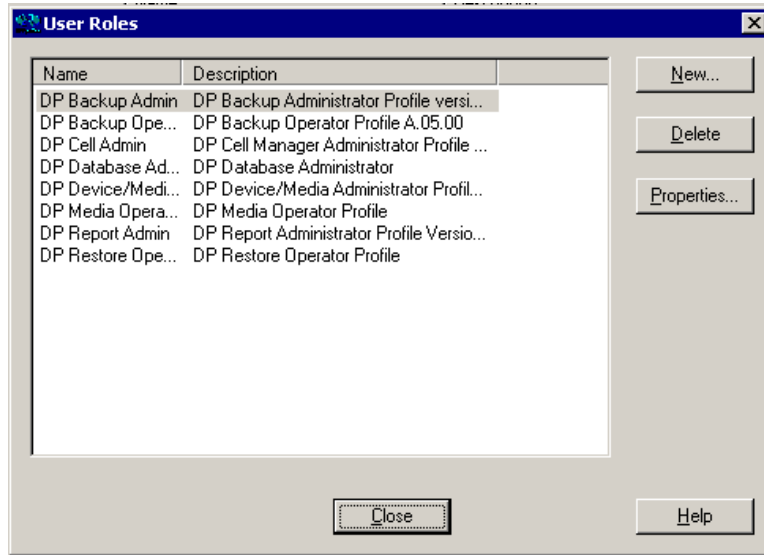 User Roles
Name Description
DP Backup Admin DP Backup Administrator Profile versi...
DP Backup Ope... DP Backup Operator Profile A.05.00
DP Cell Admin DP Cell Manager Administrator Profile ...
DP Database Ad... DP Database Administrator
DP Device/Medi... DP Device/Media Administrator Profil...
DP Media Opera... DP Media Operator Profile
DP Report Admin DP Report Administrator Profile Versio...
DP Restore Ope... DP Restore Operator Profile
New...
Delete
Properties...
Close
Help